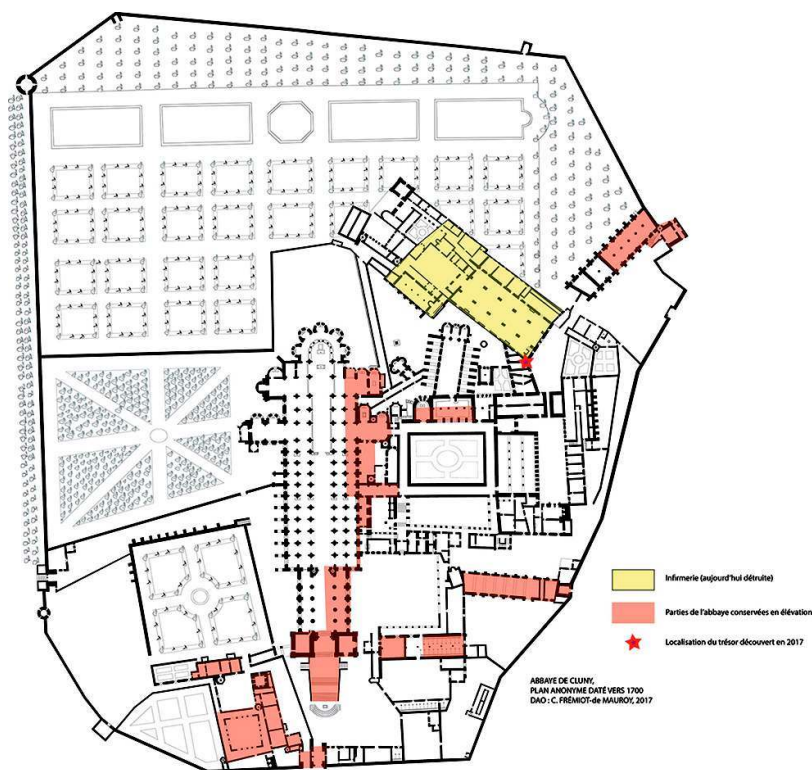 Infirmerie (aujourd'hui détruite)
Parties de l'abbaye conservées en élévation
Localisation du trésor découvert en 2017
ABBAYE DE CLUNY,
PLAN ANONYME DATÉ VERS 1700
DAO : C. FRÉMIOT-de MAUROY, 2017